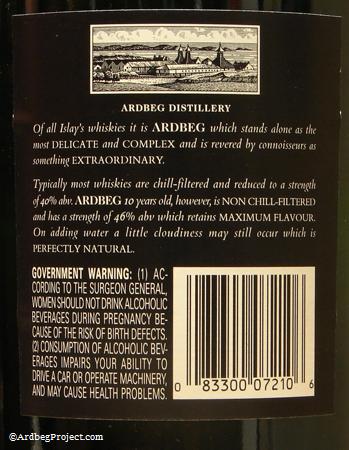 ARDBEG DISTILLERY
Of all Islay's whiskies it is ARDBEG which stands alone as the
most DELICATE and COMPLEX and is revered by connoisseurs as
something EXTRAORDINARY.
Typically most whiskies are chill-filtered and reduced to a strength
of 40% abv. ARDBEG 10 years old, however, is NON CHILL-FILTERED
and has a strength of 46% abv which retains MAXIMUM FLAVOUR.
On adding water a little cloudiness may still occur which is
PERFECTLY NATURAL.
GOVERNMENT WARNING: (1) AC-
CORDING TO THE SURGEON GENERAL,
WOMEN SHOULD NOT DRINK ALCOHOLIC
BEVERAGES DURING PREGNANCY BE-
CAUSE OF THE RISK OF BIRTH DEFECTS.
(2) CONSUMPTION OF ALCOHOLIC BEV-
ERAGES IMPAIRS YOUR ABILITY TO
DRIVE A CAR OR OPERATE MACHINERY,
AND MAY CAUSE HEALTH PROBLEMS.
0 83300 07210 6
©ArdbegProject.com